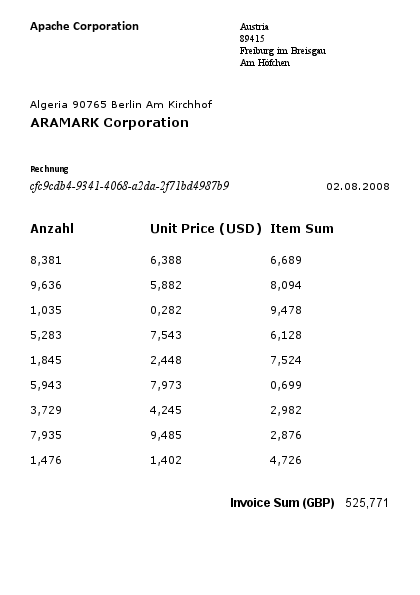 Apache Corporation
Austria
89415
Freiburg im Breisgau
Am Höfchen
Algeria 90765 Berlin Am Kirchhof
ARAMARK Corporation
Rechnung
cfc9cdb4-9341-4068-a2da-2f71bd4987b9 02.08.2008
Anzahl Unit Price (USD) Item Sum
8,381 6,388 6,689
9,636 5,882 8,094
1,035 0,282 9,478
5,283 7,543 6,128
1,845 2,448 7,524
5,943 7,973 0,699
3,729 4,245 2,982
7,935 9,485 2,876
1,476 1,402 4,726
Invoice Sum (GBP) 525,771